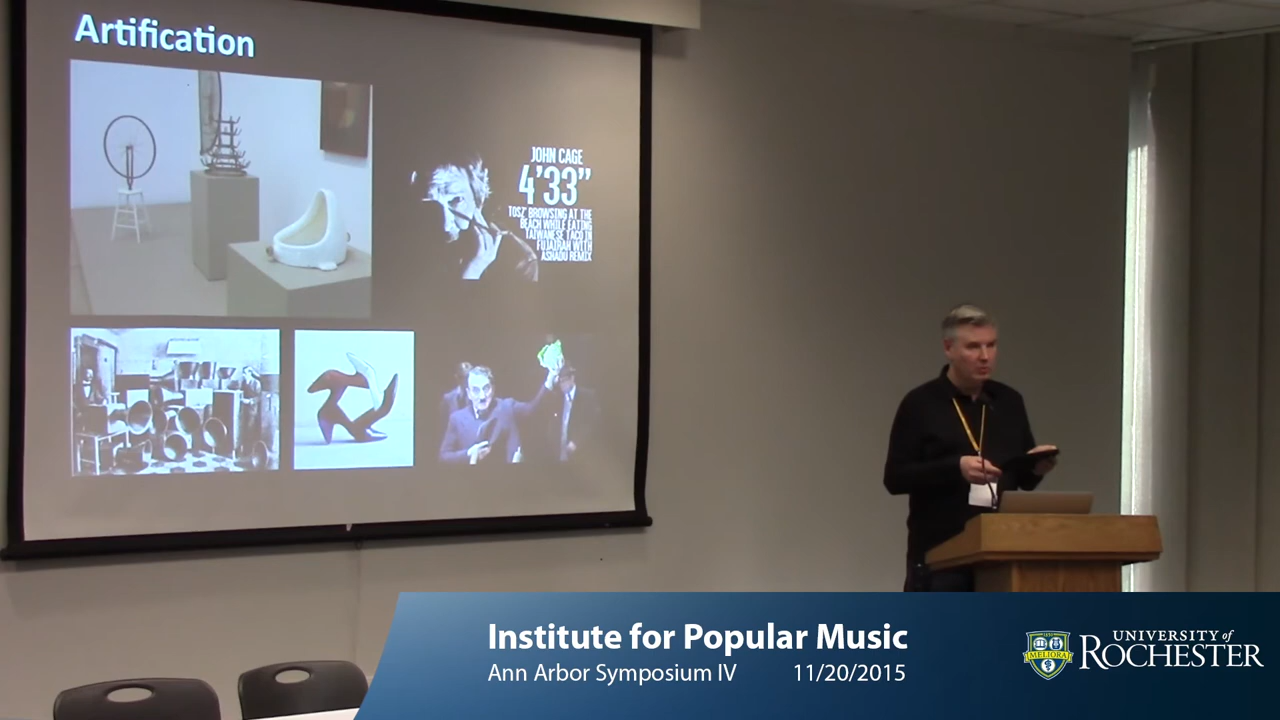 Artification
JOHN CAGE
4'33"
TOSZ' BROWSING AT THE
BEACH WHILE EATING
TAIWANESE TACO IN
FUJAIRAH WITH
ASHADU REMIX
Institute for Popular Music
Ann Arbor Symposium IV 11/20/2015
MELIORA
UNIVERSITY of
ROCHESTER